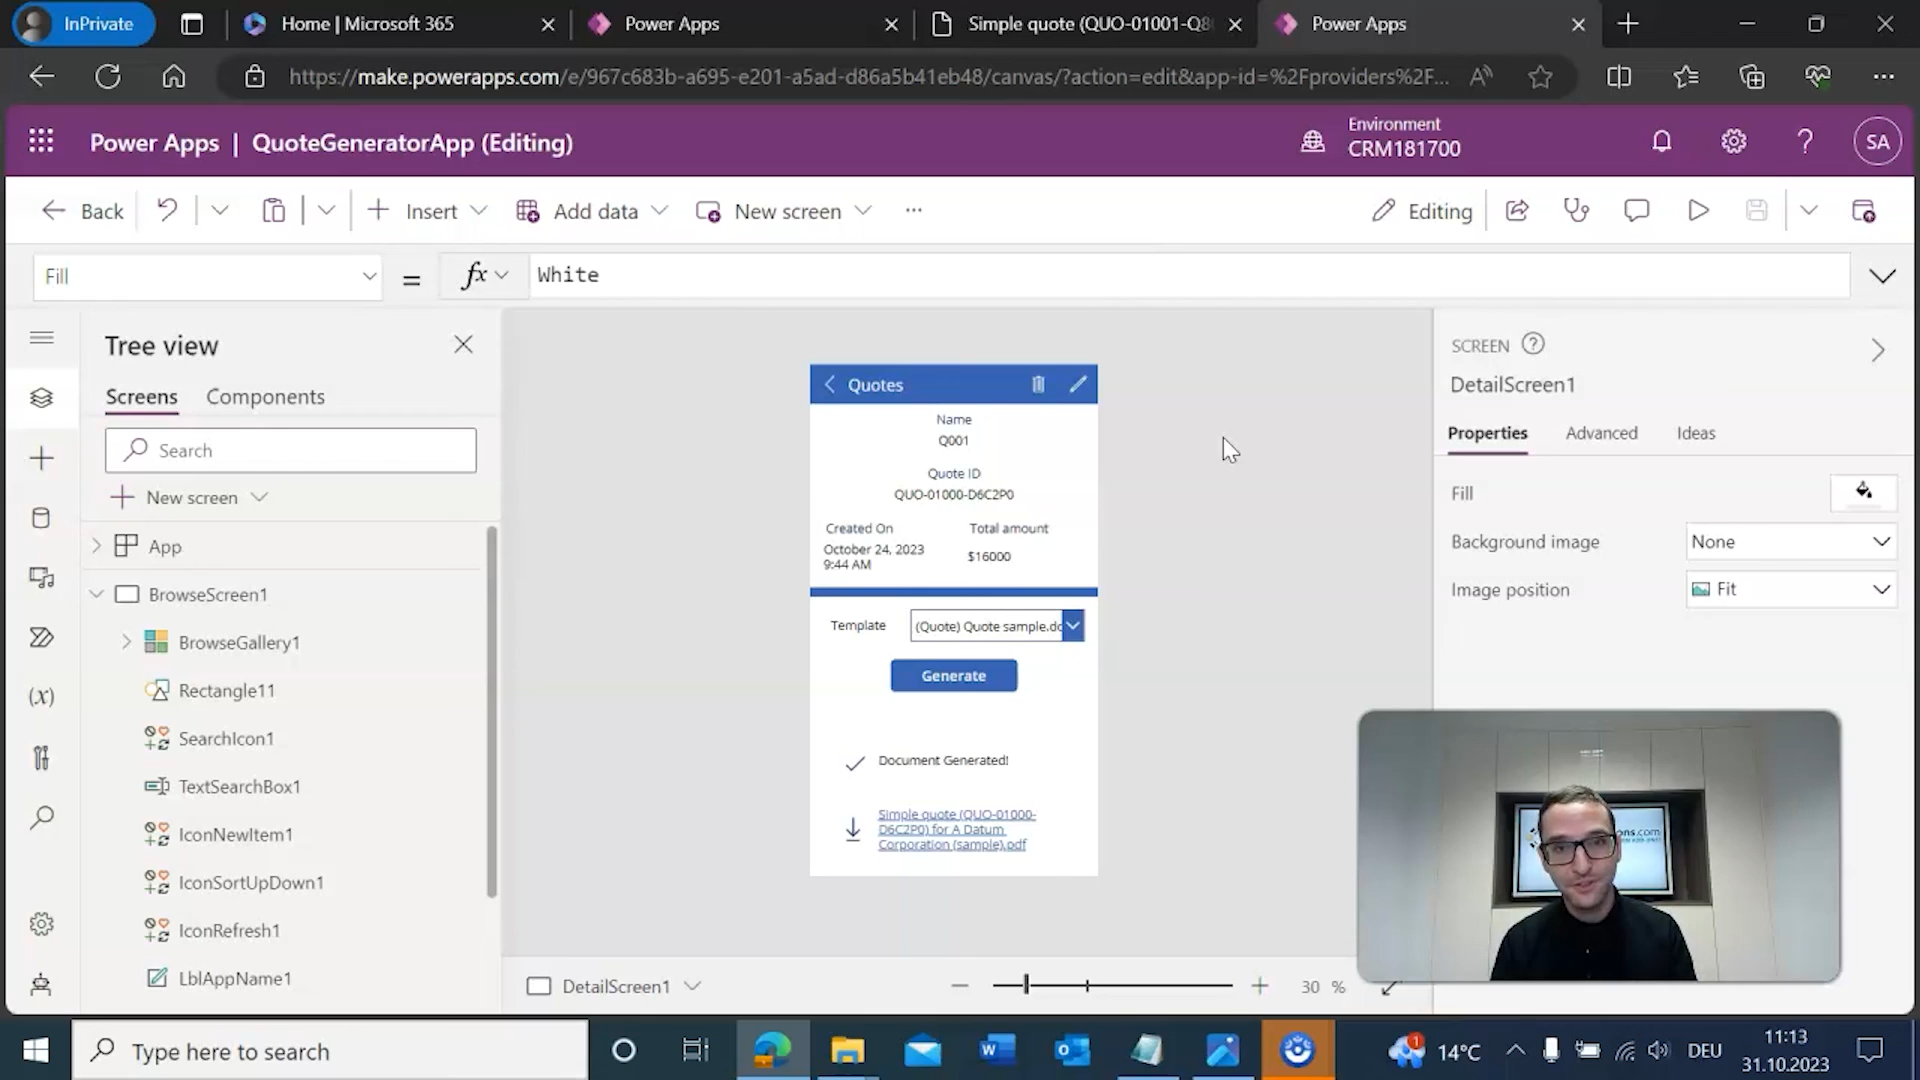 InPrivate
Home | Microsoft 365
Power Apps
Simple quote (QUO-01001-Q8
Power Apps
https://make.powerapps.com/e/967c683b-a695-e201-a5ad-d86a5b41eb48/canvas/?action=edit&app-id=%2Fproviders%2F...
Power Apps | QuoteGeneratorApp (Editing)
Environment
CRM181700
SA
Back
Insert
Add data
New screen
...
Editing
Fill
=
fx
White
Tree view
Screens
Components
Search
New screen
App
BrowseScreen1
BrowseGallery1
Rectangle11
SearchIcon1
TextSearchBox1
IconNewItem1
IconSortUpDown1
IconRefresh1
LblAppName1
(x)
Quotes
Name
Q001
Quote ID
QUO-01000-D6C2P0
Created On
Total amount
October 24, 2023
9:44 AM
$16000
Template
(Quote) Quote sample.dc
Generate
Document Generated!
Simple quote (QUO-01000-
D6C2P0) for A Datum
Corporation (sample).pdf
DetailScreen1
30 %
SCREEN
DetailScreen1
Properties
Advanced
Ideas
Fill
Background image
None
Image position
Fit
ons.com
Type here to search
1
14°C
DEU
11:13
31.10.2023